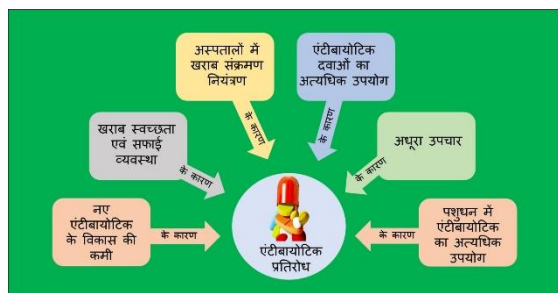 अस्पतालों में
खराब संक्रमण
नियंत्रण
के कारण
एंटीबायोटिक
दवाओं का
अत्यधिक उपयोग
के कारण
खराब स्वच्छता
एवं सफाई
व्यवस्था
के कारण
अधूरा उपचार
के कारण
नए
एंटीबायोटिक
के विकास की
कमी
के कारण
एंटीबायोटिक
प्रतिरोध
के कारण
पशुधन में
एंटीबायोटिक
का अत्यधिक
उपयोग